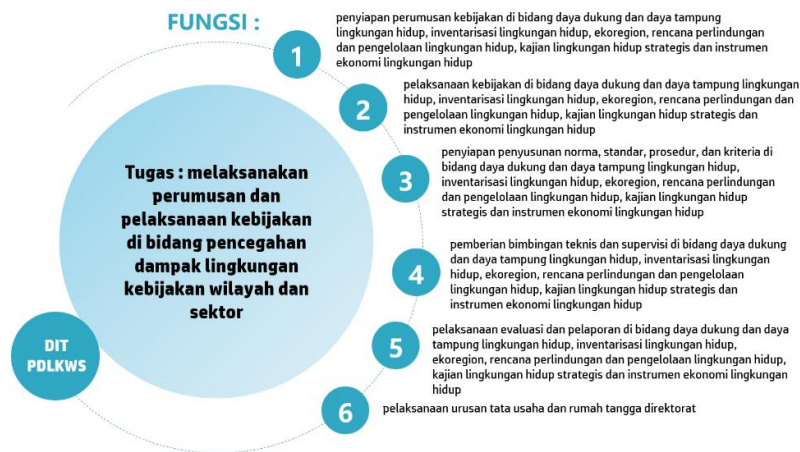 FUNGSI :
1
penyiapan perumusan kebijakan di bidang daya dukung dan daya tampung
lingkungan hidup, inventarisasi lingkungan hidup, ekoregion, rencana perlindungan
dan pengelolaan lingkungan hidup, kajian lingkungan hidup strategis dan instrumen
ekonomi lingkungan hidup
2
pelaksanaan kebijakan di bidang daya dukung dan daya tampung lingkungan
hidup, inventarisasi lingkungan hidup, ekoregion, rencana perlindungan dan
pengelolaan lingkungan hidup, kajian lingkungan hidup strategis dan
instrumen ekonomi lingkungan hidup
3
penyiapan penyusunan norma, standar, prosedur, dan kriteria di
bidang daya dukung dan daya tampung lingkungan hidup,
inventarisasi lingkungan hidup, ekoregion, rencana perlindungan
dan pengelolaan lingkungan hidup, kajian lingkungan hidup
strategis dan instrumen ekonomi lingkungan hidup
4
pemberian bimbingan teknis dan supervisi di bidang daya dukung
dan daya tampung lingkungan hidup, inventarisasi lingkungan
hidup, ekoregion, rencana perlindungan dan pengelolaan
lingkungan hidup, kajian lingkungan hidup strategis dan
instrumen ekonomi lingkungan hidup
5
pelaksanaan evaluasi dan pelaporan di bidang daya dukung dan daya
tampung lingkungan hidup, inventarisasi lingkungan hidup,
ekoregion, rencana perlindungan dan pengelolaan lingkungan hidup,
kajian lingkungan hidup strategis dan instrumen ekonomi lingkungan
hidup
6
pelaksanaan urusan tata usaha dan rumah tangga direktorat
Tugas : melaksanakan
perumusan dan
pelaksanaan kebijakan
di bidang pencegahan
dampak lingkungan
kebijakan wilayah dan
sektor
DIT
PDLKWS